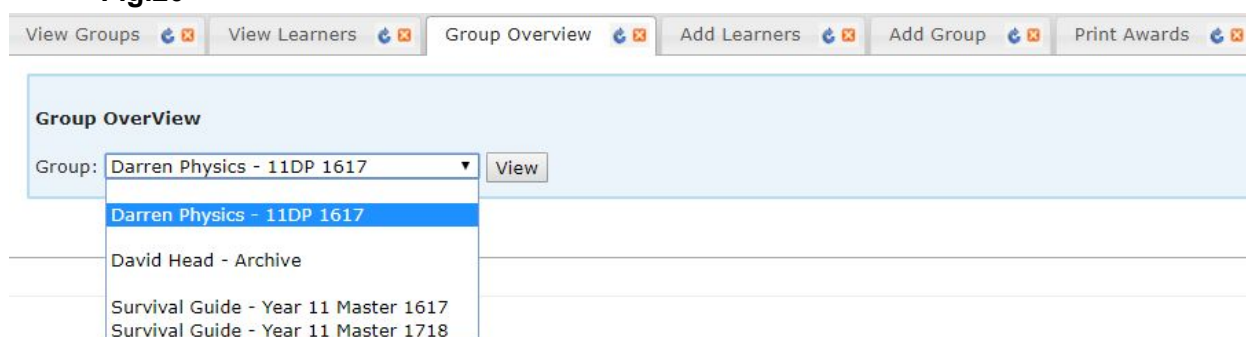 View Groups View Learners Group Overview Add Learners Add Group Print Awards
Group OverView
Group: Darren Physics - 11DP 1617 View
Darren Physics - 11DP 1617
David Head - Archive
Survival Guide - Year 11 Master 1617
Survival Guide - Year 11 Master 1718